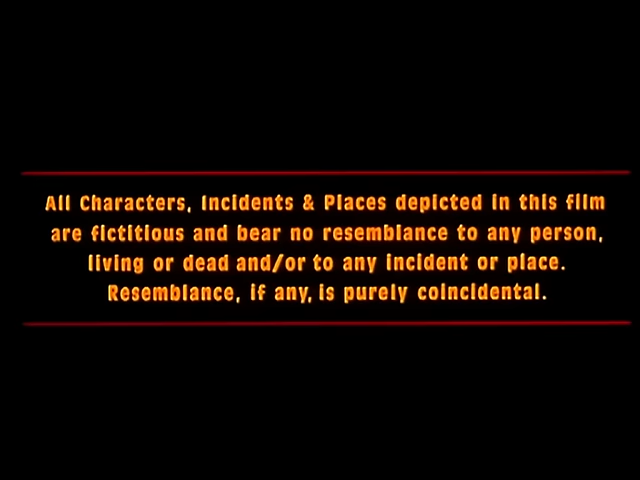 All Characters, Incidents & Places depicted in this film
are fictitious and bear no resemblance to any person,
living or dead and/or to any incident or place.
Resemblance, if any, is purely coincidental.